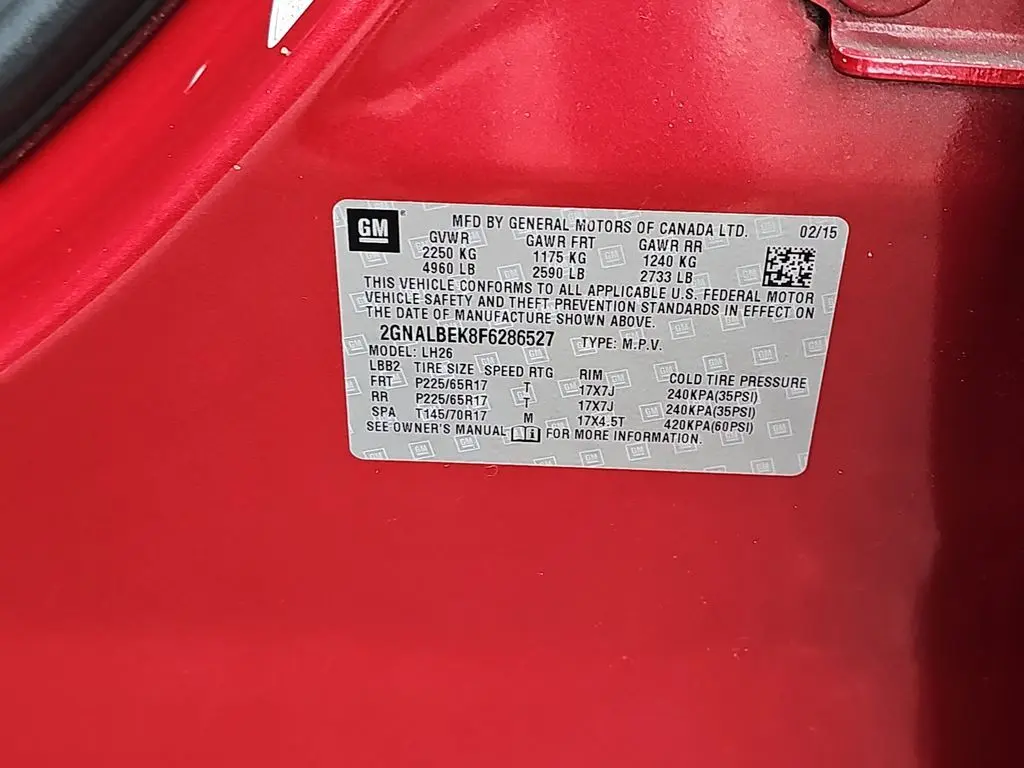 GM MFD BY GENERAL MOTORS OF CANADA LTD. 02/15
GVWR GAWR FRT GAWR RR
2250 KG 1175 KG 1240 KG
4960 LB 2590 LB 2733 LB
THIS VEHICLE CONFORMS TO ALL APPLICABLE U.S. FEDERAL MOTOR
VEHICLE SAFETY AND THEFT PREVENTION STANDARDS IN EFFECT ON
THE DATE OF MANUFACTURE SHOWN ABOVE.
2GNALBEK8F6286527 TYPE: M.P.V.
MODEL: LH26
LBB2 TIRE SIZE SPEED RTG RIM COLD TIRE PRESSURE
FRT P225/65R17 T 17X7J 240KPA(35PSI)
RR P225/65R17 T 17X7J 240KPA(35PSI)
SPA T145/70R17 M 17X4.5T 420KPA(60PSI)
SEE OWNER'S MANUAL FOR MORE INFORMATION.